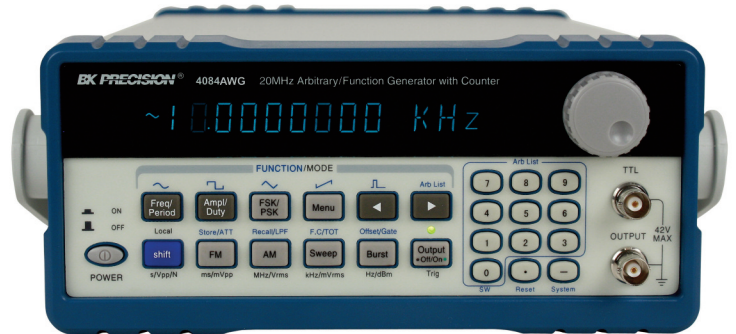 BK PRECISION® 4084AWG 20MHz Arbitrary/Function Generator with Counter
~10.0000000 KHz
FUNCTION/MODE
Arb List
Arb List
Freq/Period
Ampl/Duty
FSK/PSK
Menu
ON
OFF
Local
Store/ATT
Recall/LPF
F.C/TOT
Offset/Gate
shift
FM
AM
Sweep
Burst
Output
Off/On
POWER
s/Vpp/N
ms/mVpp
MHz/Vrms
kHz/mVrms
Hz/dBm
Trig
7 8 9
4 5 6
1 2 3
0 • −
SW Reset System
TTL
OUTPUT
42V MAX